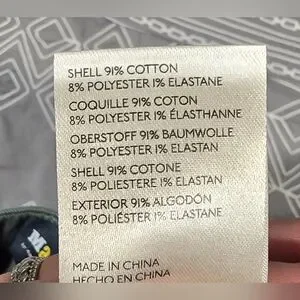 SHELL 91% COTTON
8% POLYESTER 1% ELASTANE
COQUILLE 91% COTON
8% POLYESTER 1% ÉLASTHANNE
OBERSTOFF 91% BAUMWOLLE
8% POLYESTER 1% ELASTAN
SHELL 91% COTONE
8% POLIESTERE 1% ELASTAN
EXTERIOR 91% ALGODÓN
8% POLIÉSTER 1% ELASTANE
MADE IN CHINA
HECHO EN CHINA